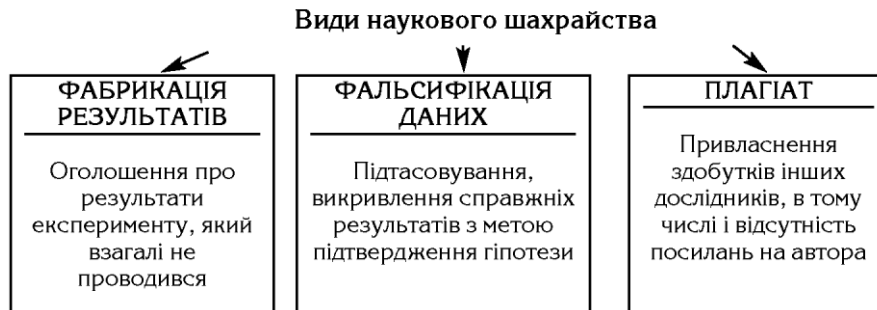 Види наукового шахрайства
ФАБРИКАЦІЯ
РЕЗУЛЬТАТІВ
Оголошення про
результати
експерименту, який
взагалі не
проводився
ФАЛЬСИФІКАЦІЯ
ДАНИХ
Підтасовування,
викривлення справжніх
результатів з метою
підтвердження гіпотези
ПЛАГІАТ
Привласнення
здобутків інших
дослідників, в тому
числі і відсутність
посилань на автора